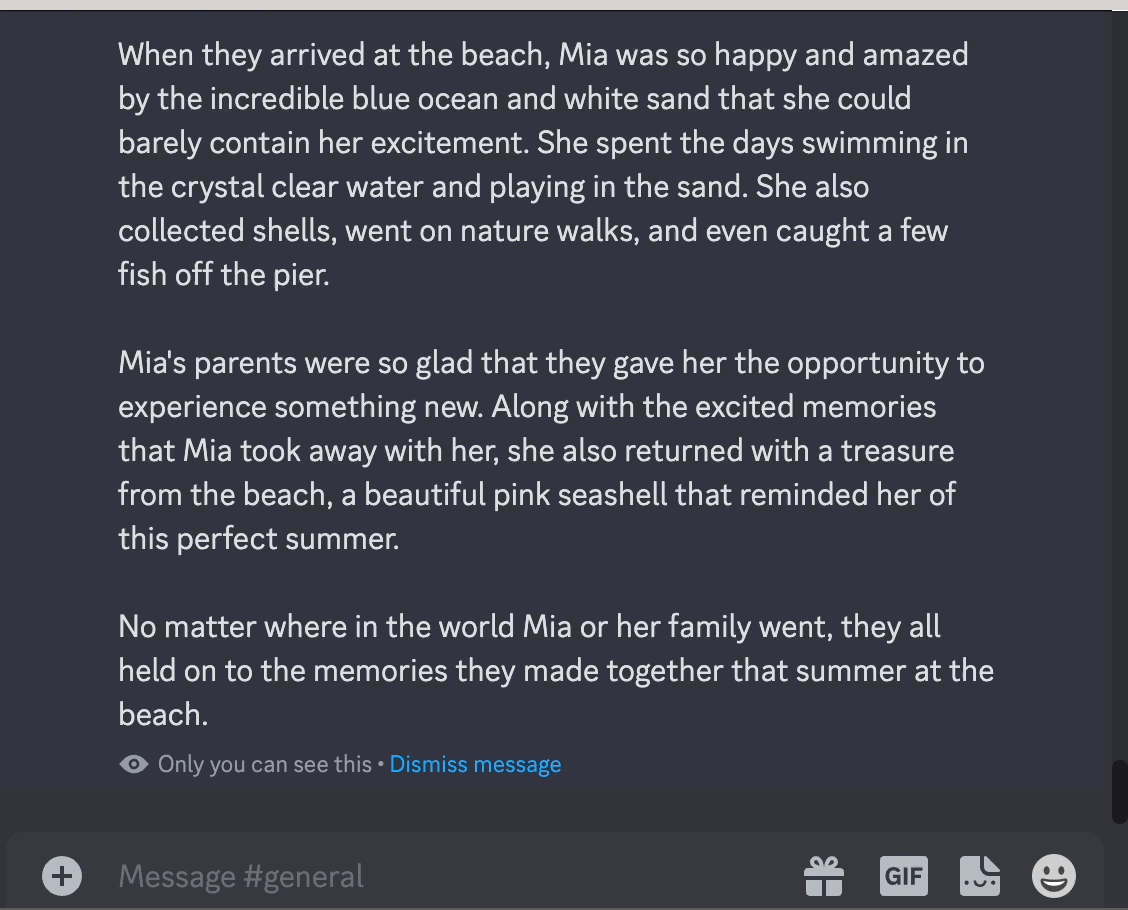 When they arrived at the beach, Mia was so happy and amazed
by the incredible blue ocean and white sand that she could
barely contain her excitement. She spent the days swimming in
the crystal clear water and playing in the sand. She also
collected shells, went on nature walks, and even caught a few
fish off the pier.
Mia's parents were so glad that they gave her the opportunity to
experience something new. Along with the excited memories
that Mia took away with her, she also returned with a treasure
from the beach, a beautiful pink seashell that reminded her of
this perfect summer.
No matter where in the world Mia or her family went, they all
held on to the memories they made together that summer at the
beach.
Only you can see this • Dismiss message
Message #general
GIF